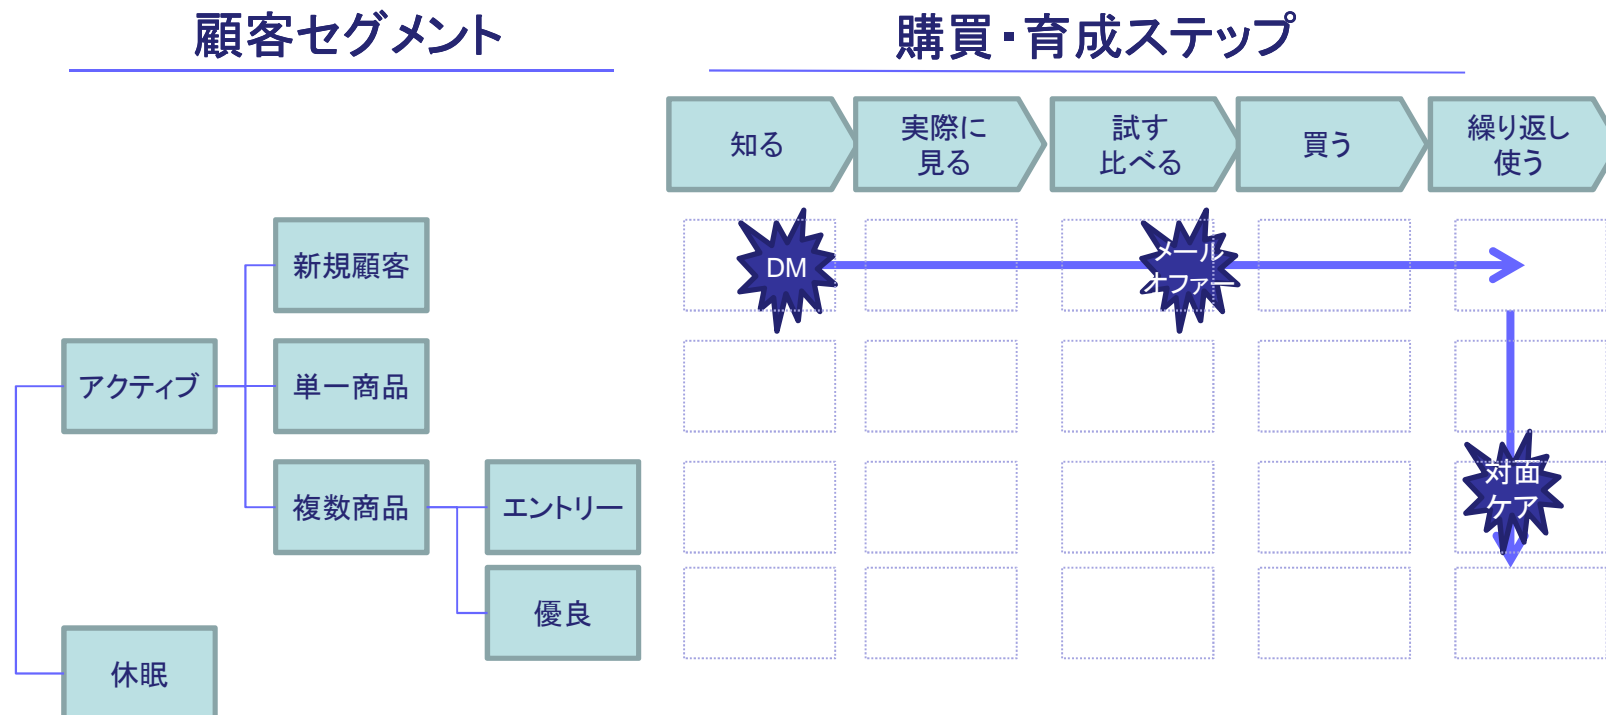 顧客セグメント
購買・育成ステップ
知る
実際に
見る
試す
比べる
買う
繰り返し
使う
新規顧客
DM
メール
オファー
アクティブ
単一商品
複数商品
エントリー
対面
ケア
優良
休眠